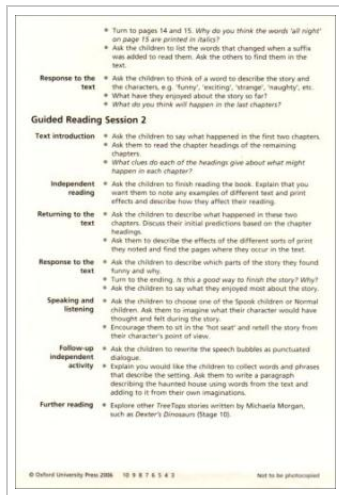 • Turn to pages 14 and 15. Why do you think the words 'all night'
on page 15 are printed in italics?
• Ask the children to list the words that changed when a suffix
was added to read them. Ask the others to find them in the
text.
Response to the text
• Ask the children to think of a word to describe the story and
the characters, e.g. 'funny', 'exciting', 'strange', 'naughty', etc.
• What have they enjoyed about the story so far?
• What do you think will happen in the last chapters?
Guided Reading Session 2
Text introduction
• Ask the children to say what happened in the first two chapters.
• Ask them to read the chapter headings of the remaining
chapters.
• What clues do each of the headings give about what might
happen in each chapter?
Independent reading
• Ask the children to finish reading the book. Explain that you
want them to note any examples of different text and print
effects and describe how they affect their reading.
Returning to the text
• Ask the children to describe what happened in these two
chapters. Discuss their initial predictions based on the chapter
headings.
• Ask them to describe the effects of the different sorts of print
they noted and find the pages where they occur in the text.
Response to the text
• Ask the children to describe which parts of the story they found
funny and why.
• Turn to the ending. Is this a good way to finish the story? Why?
• Ask the children to say what they enjoyed most about the story.
Speaking and listening
• Ask the children to choose one of the Spook children or Normal
children. Ask them to imagine what their character would have
thought and felt during the story.
• Encourage them to sit in the 'hot seat' and retell the story from
their character's point of view.
Follow-up independent activity
• Ask the children to rewrite the speech bubbles as punctuated
dialogue.
• Explain you would like the children to collect words and phrases
that describe the setting. Ask them to write a paragraph
describing the haunted house using words from the text and
adding to it from their own imaginations.
Further reading
• Explore other TreeTops stories written by Michaela Morgan,
such as Dexter's Dinosaurs (Stage 10).
© Oxford University Press 2006 10 9 8 7 6 5 4 3
Not to be photocopied